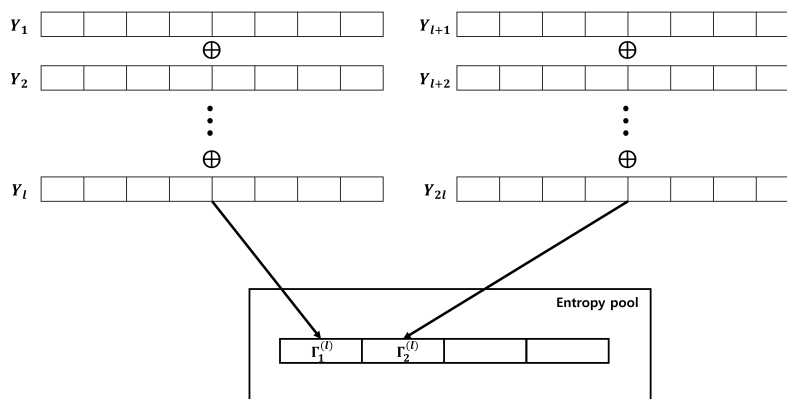 Y₁
⊕
Y₂
⋮
⊕
Yₗ
Yₗ₊₁
⊕
Yₗ₊₂
⋮
⊕
Y₂ₗ
Entropy pool
Γ₁⁽ˡ⁾ Γ₂⁽ˡ⁾